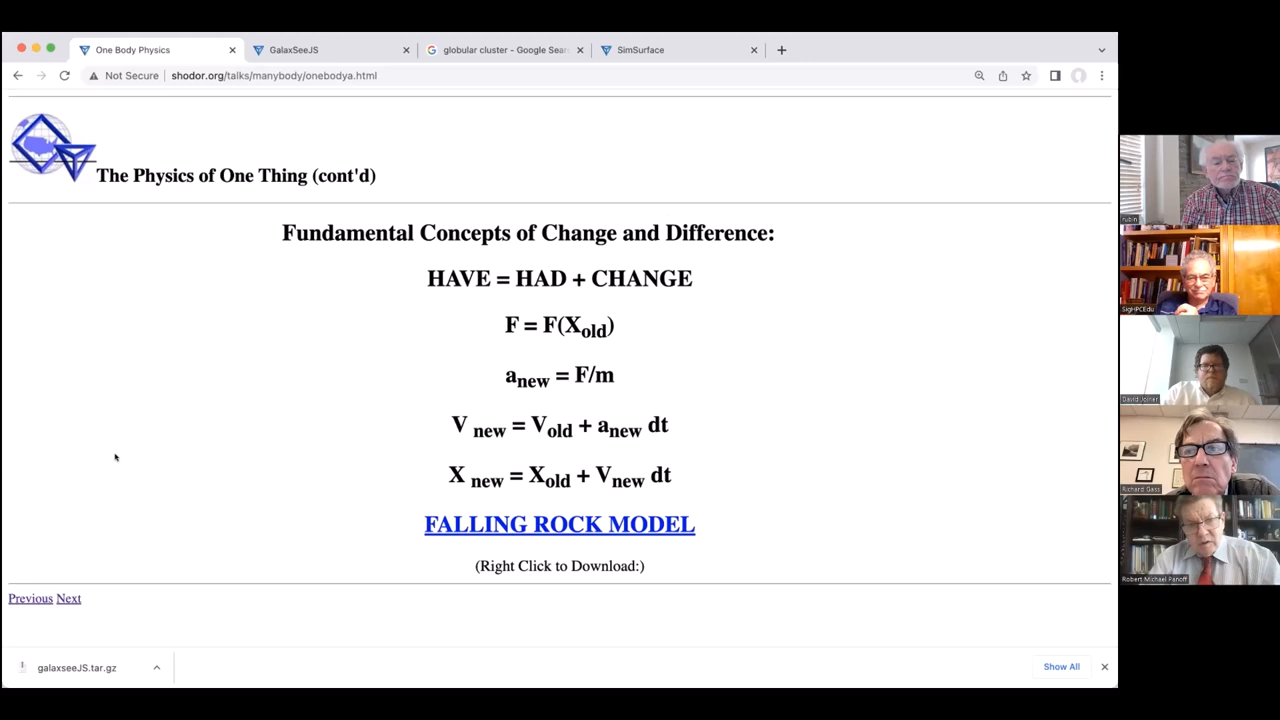 One Body Physics
GalaxSeeJS
globular cluster - Google Sear
SimSurface
Not Secure
shodor.org/talks/manybody/onebodya.html
The Physics of One Thing (cont'd)
Fundamental Concepts of Change and Difference:
HAVE = HAD + CHANGE
F = F(Xold)
anew = F/m
V new = Vold + anew dt
X new = Xold + Vnew dt
FALLING ROCK MODEL
(Right Click to Download:)
Previous Next
galaxseeJS.tar.gz
Show All
rubin
SigHPCEdu
David Joiner
Richard Gass
Robert Michael Panoff